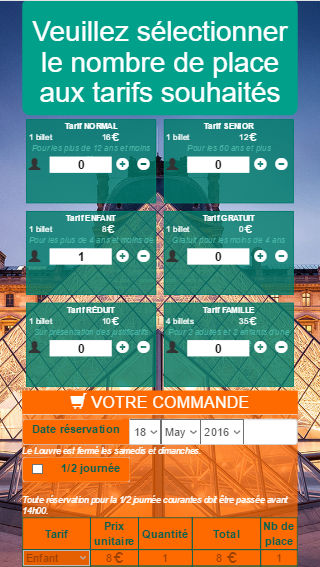 Veuillez sélectionner
le nombre de place
aux tarifs souhaités
Tarif NORMAL
1 billet 16 €
Pour les plus de 12 ans et moins
0
Tarif SENIOR
1 billet 12 €
Pour les 60 ans et plus
0
Tarif ENFANT
1 billet 8 €
Pour les plus de 4 ans et moins de
1
Tarif GRATUIT
1 billet 0 €
Gratuit pour les moins de 4 ans
0
Tarif RÉDUIT
1 billet 10 €
Sur présentation des justificatifs
0
Tarif FAMILLE
4 billets 35 €
Pour 2 adultes et 2 enfants d'une
0
VOTRE COMMANDE
Date réservation 18 May 2016
Le Louvre est fermé les samedis et dimanches.
1/2 journée
Toute réservation pour la 1/2 journée courantes doit être passée avant
14h00.
Tarif Prix unitaire Quantité Total Nb de place
Enfant 8 € 1 8 € 1